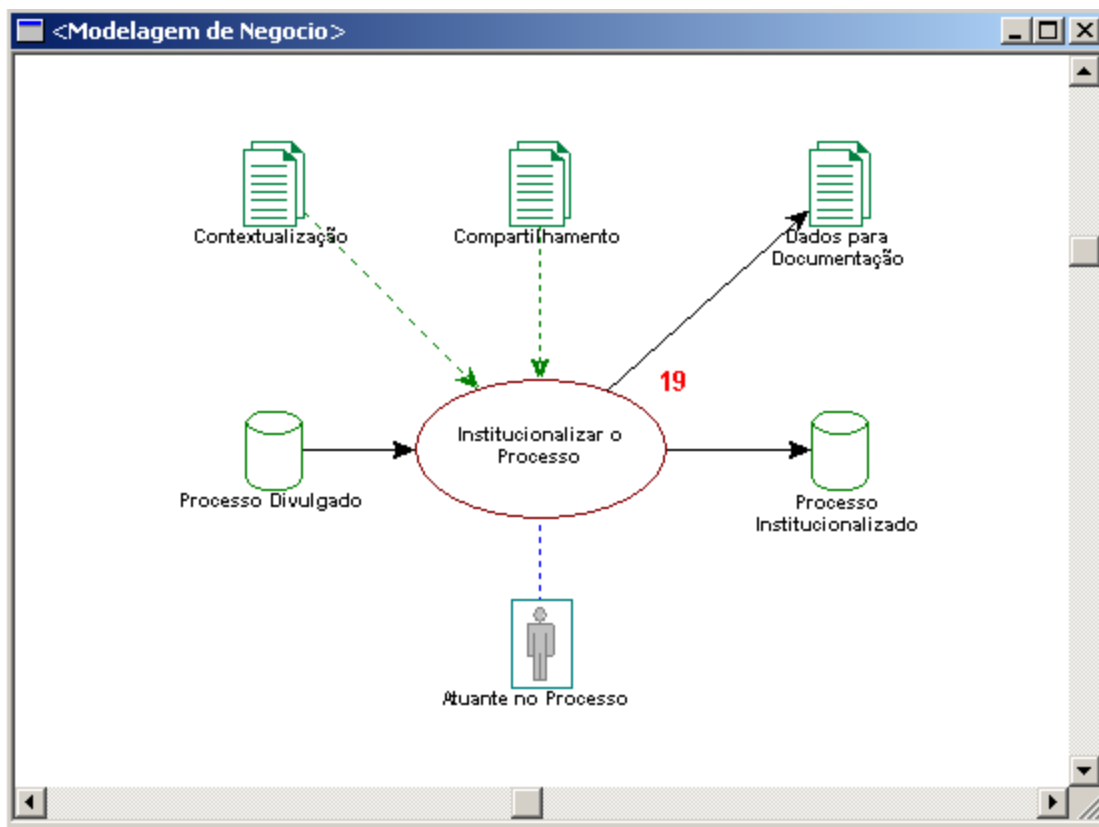 <Modelagem de Negocio>
Contextualização
Compartilhamento
Dados para
Documentação
19
Institucionalizar o
Processo
Processo Divulgado
Processo
Institucionalizado
Atuante no Processo